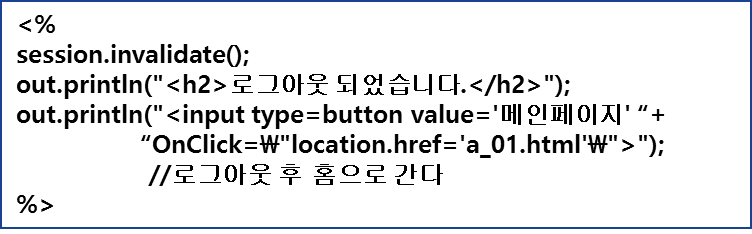 <%
session.invalidate();
out.println("<h2>로그아웃 되었습니다.</h2>");
out.println("<input type=button value='메인페이지' “+
“OnClick=₩"location.href='a_01.html'₩">");
//로그아웃 후 홈으로 간다
%>